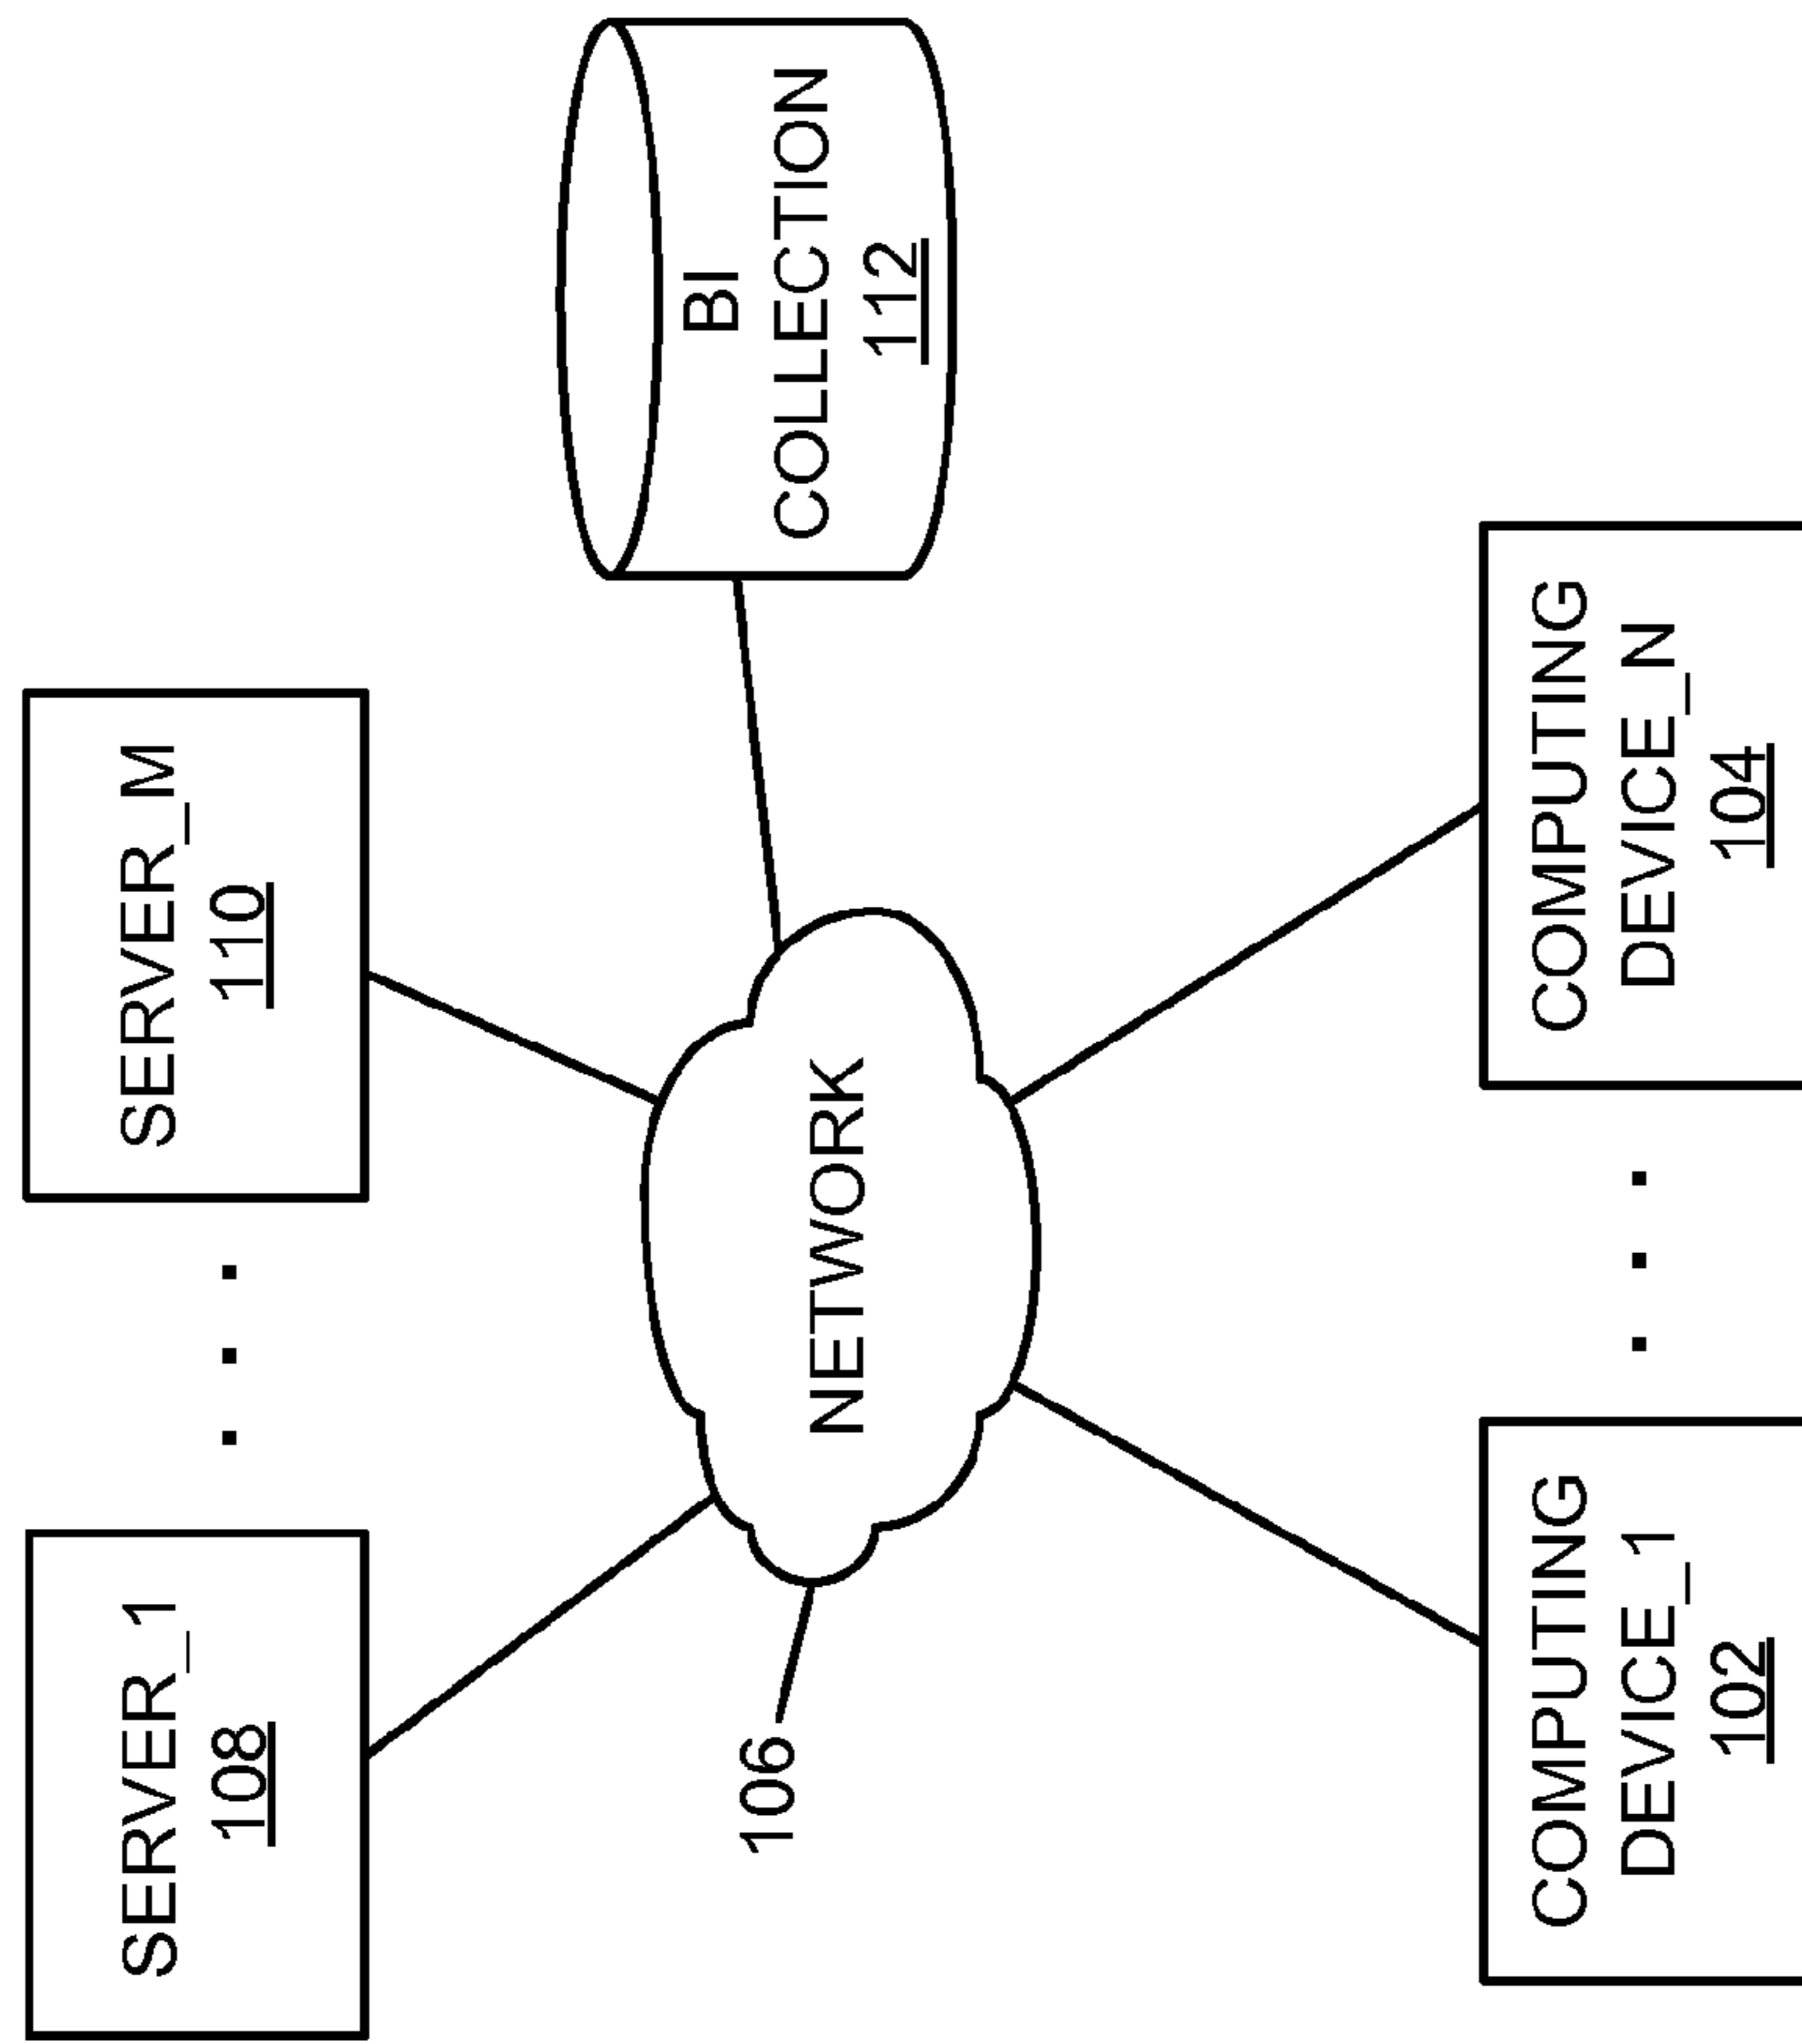 SERVER_1
108
SERVER_M
110
BI
COLLECTION
112
NETWORK
106
COMPUTING
DEVICE_1
102
COMPUTING
DEVICE_N
104